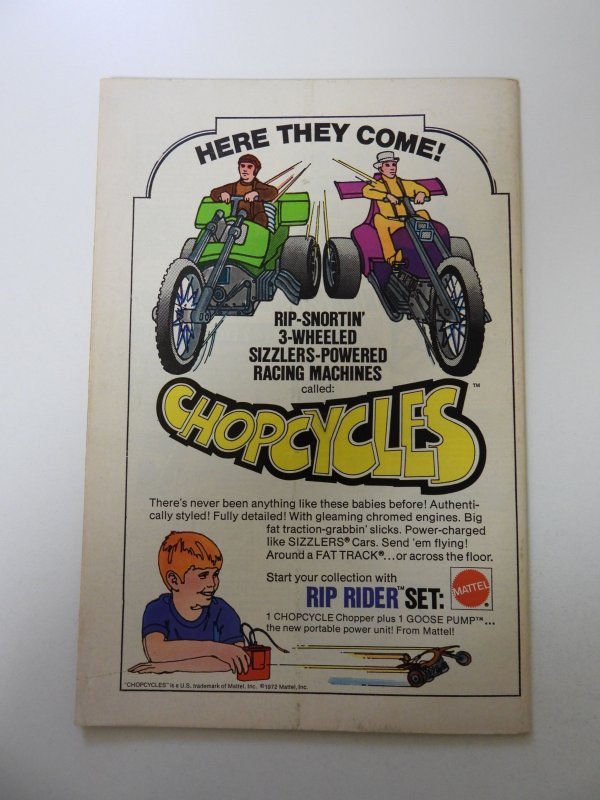 HERE THEY COME!
RIP-SNORTIN'
3-WHEELED
SIZZLERS-POWERED
RACING MACHINES
called:
CHOPCYCLES™
There's never been anything like these babies before! Authenti-
cally styled! Fully detailed! With gleaming chromed engines. Big
fat traction-grabbin' slicks. Power-charged
like SIZZLERS® Cars. Send 'em flying!
Around a FAT TRACK®...or across the floor.
Start your collection with
RIP RIDER™ SET:
MATTEL®
1 CHOPCYCLE Chopper plus 1 GOOSE PUMP™...
the new portable power unit! From Mattel!
"CHOPCYCLES" is a U.S. trademark of Mattel, Inc. ©1972 Mattel, Inc.